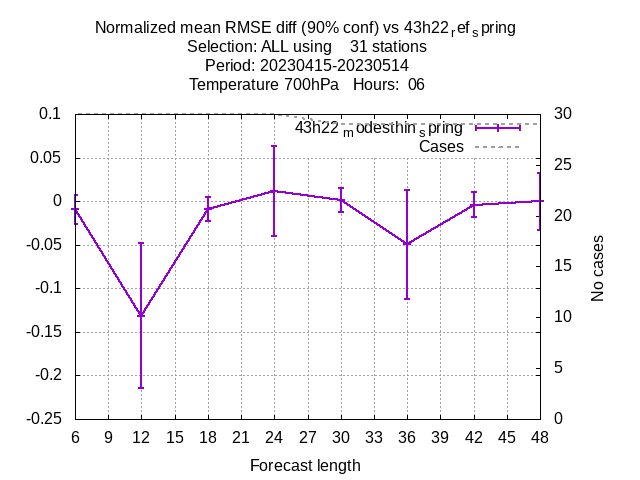 Normalized mean RMSE diff (90% conf) vs 43h22refspring
Selection: ALL using 31 stations
Period: 20230415-20230514
Temperature 700hPa Hours: 06
0.1
0.05
0
-0.05
-0.1
-0.15
-0.2
-0.25
43h22modesthinspring
Cases
30
25
20
15
10
5
0
No cases
6 9 12 15 18 21 24 27 30 33 36 39 42 45 48
Forecast length